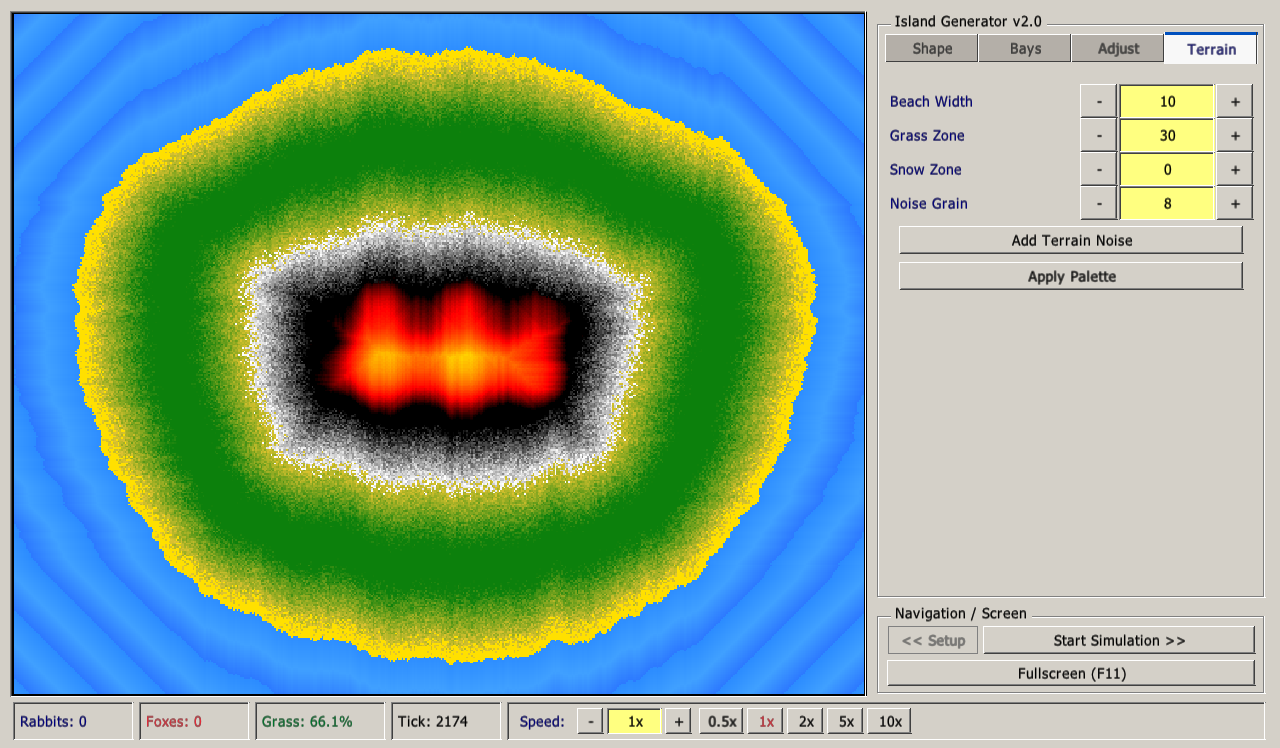 Island Generator v2.0
Shape Bays Adjust Terrain
Beach Width - 10 +
Grass Zone - 30 +
Snow Zone - 0 +
Noise Grain - 8 +
Add Terrain Noise
Apply Palette
Navigation / Screen
<< Setup Start Simulation >>
Fullscreen (F11)
Rabbits: 0 Foxes: 0 Grass: 66.1% Tick: 2174 Speed: - 1x + 0.5x 1x 2x 5x 10x